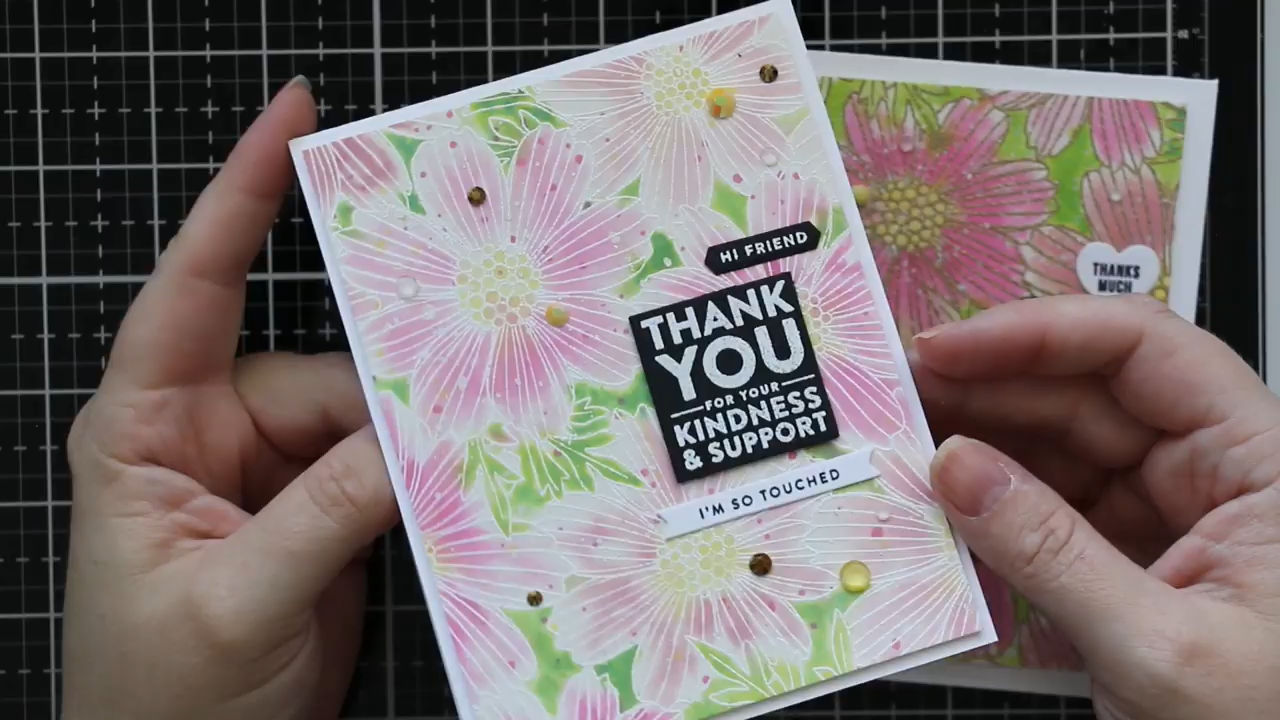 HI FRIEND
THANK
YOU
FOR YOUR
KINDNESS
& SUPPORT
I'M SO TOUCHED
THANKS
MUCH